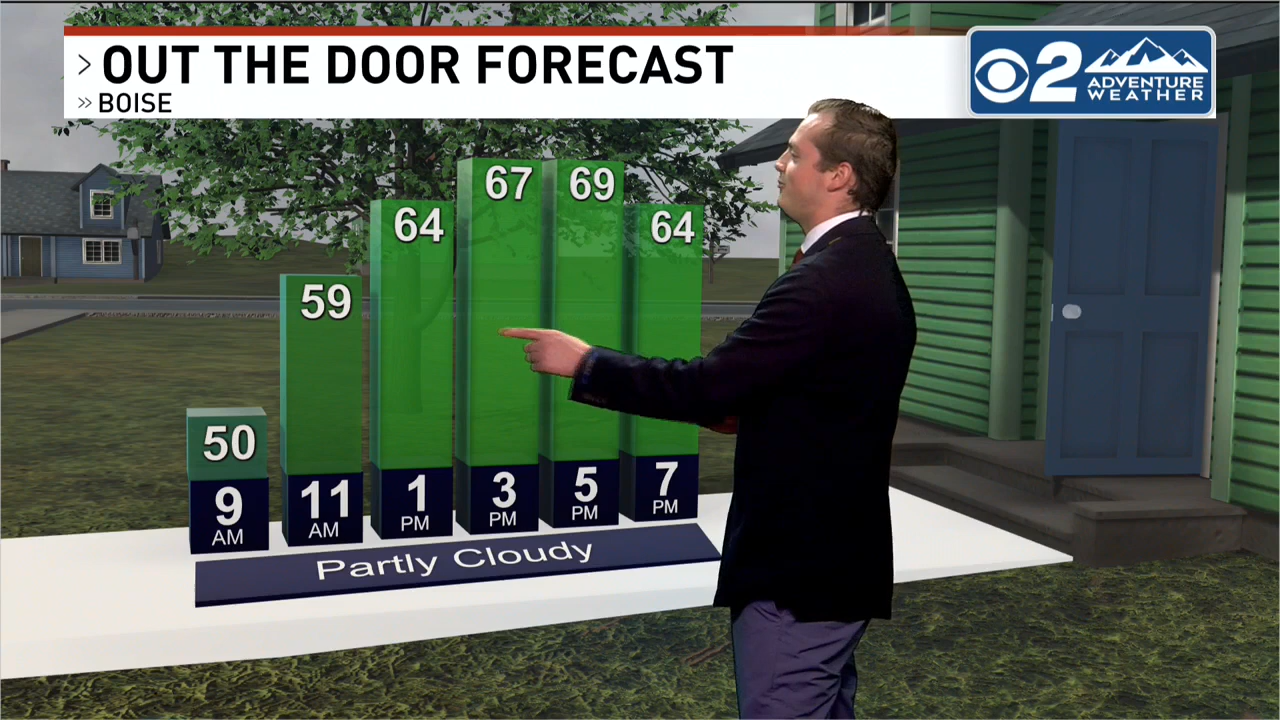 > OUT THE DOOR FORECAST
» BOISE
2 ADVENTURE
WEATHER
50
59
64
67
69
64
9
AM
11
AM
1
PM
3
PM
5
PM
7
PM
Partly Cloudy